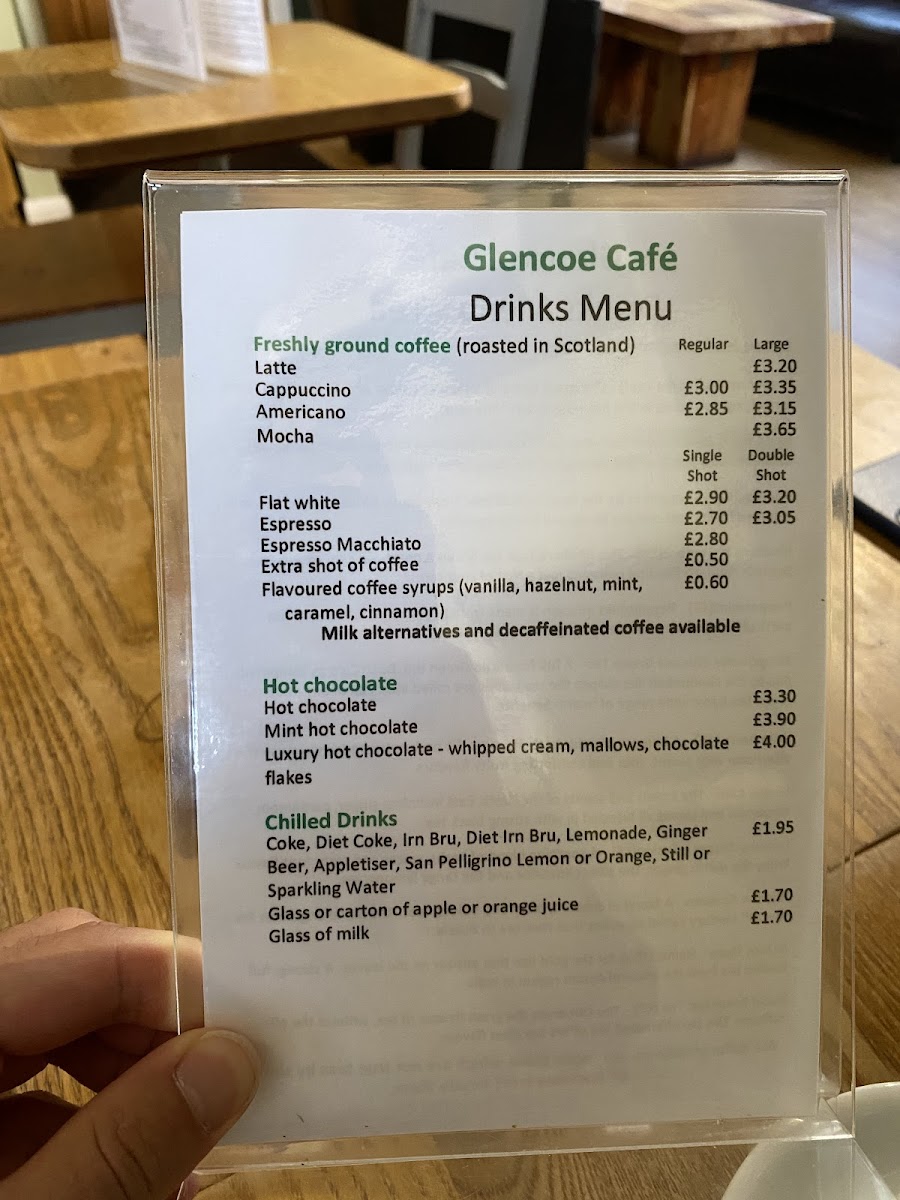 Glencoe Café
Drinks Menu
Freshly ground coffee (roasted in Scotland) Regular Large
Latte £3.20
Cappuccino £3.00 £3.35
Americano £2.85 £3.15
Mocha £3.65
Single Double
Shot Shot
Flat white £2.90 £3.20
Espresso £2.70 £3.05
Espresso Macchiato £2.80
Extra shot of coffee £0.50
Flavoured coffee syrups (vanilla, hazelnut, mint, £0.60
caramel, cinnamon)
Milk alternatives and decaffeinated coffee available
Hot chocolate
Hot chocolate £3.30
Mint hot chocolate £3.90
Luxury hot chocolate - whipped cream, mallows, chocolate £4.00
flakes
Chilled Drinks
Coke, Diet Coke, Irn Bru, Diet Irn Bru, Lemonade, Ginger £1.95
Beer, Appletiser, San Pelligrino Lemon or Orange, Still or
Sparkling Water
Glass or carton of apple or orange juice £1.70
Glass of milk £1.70